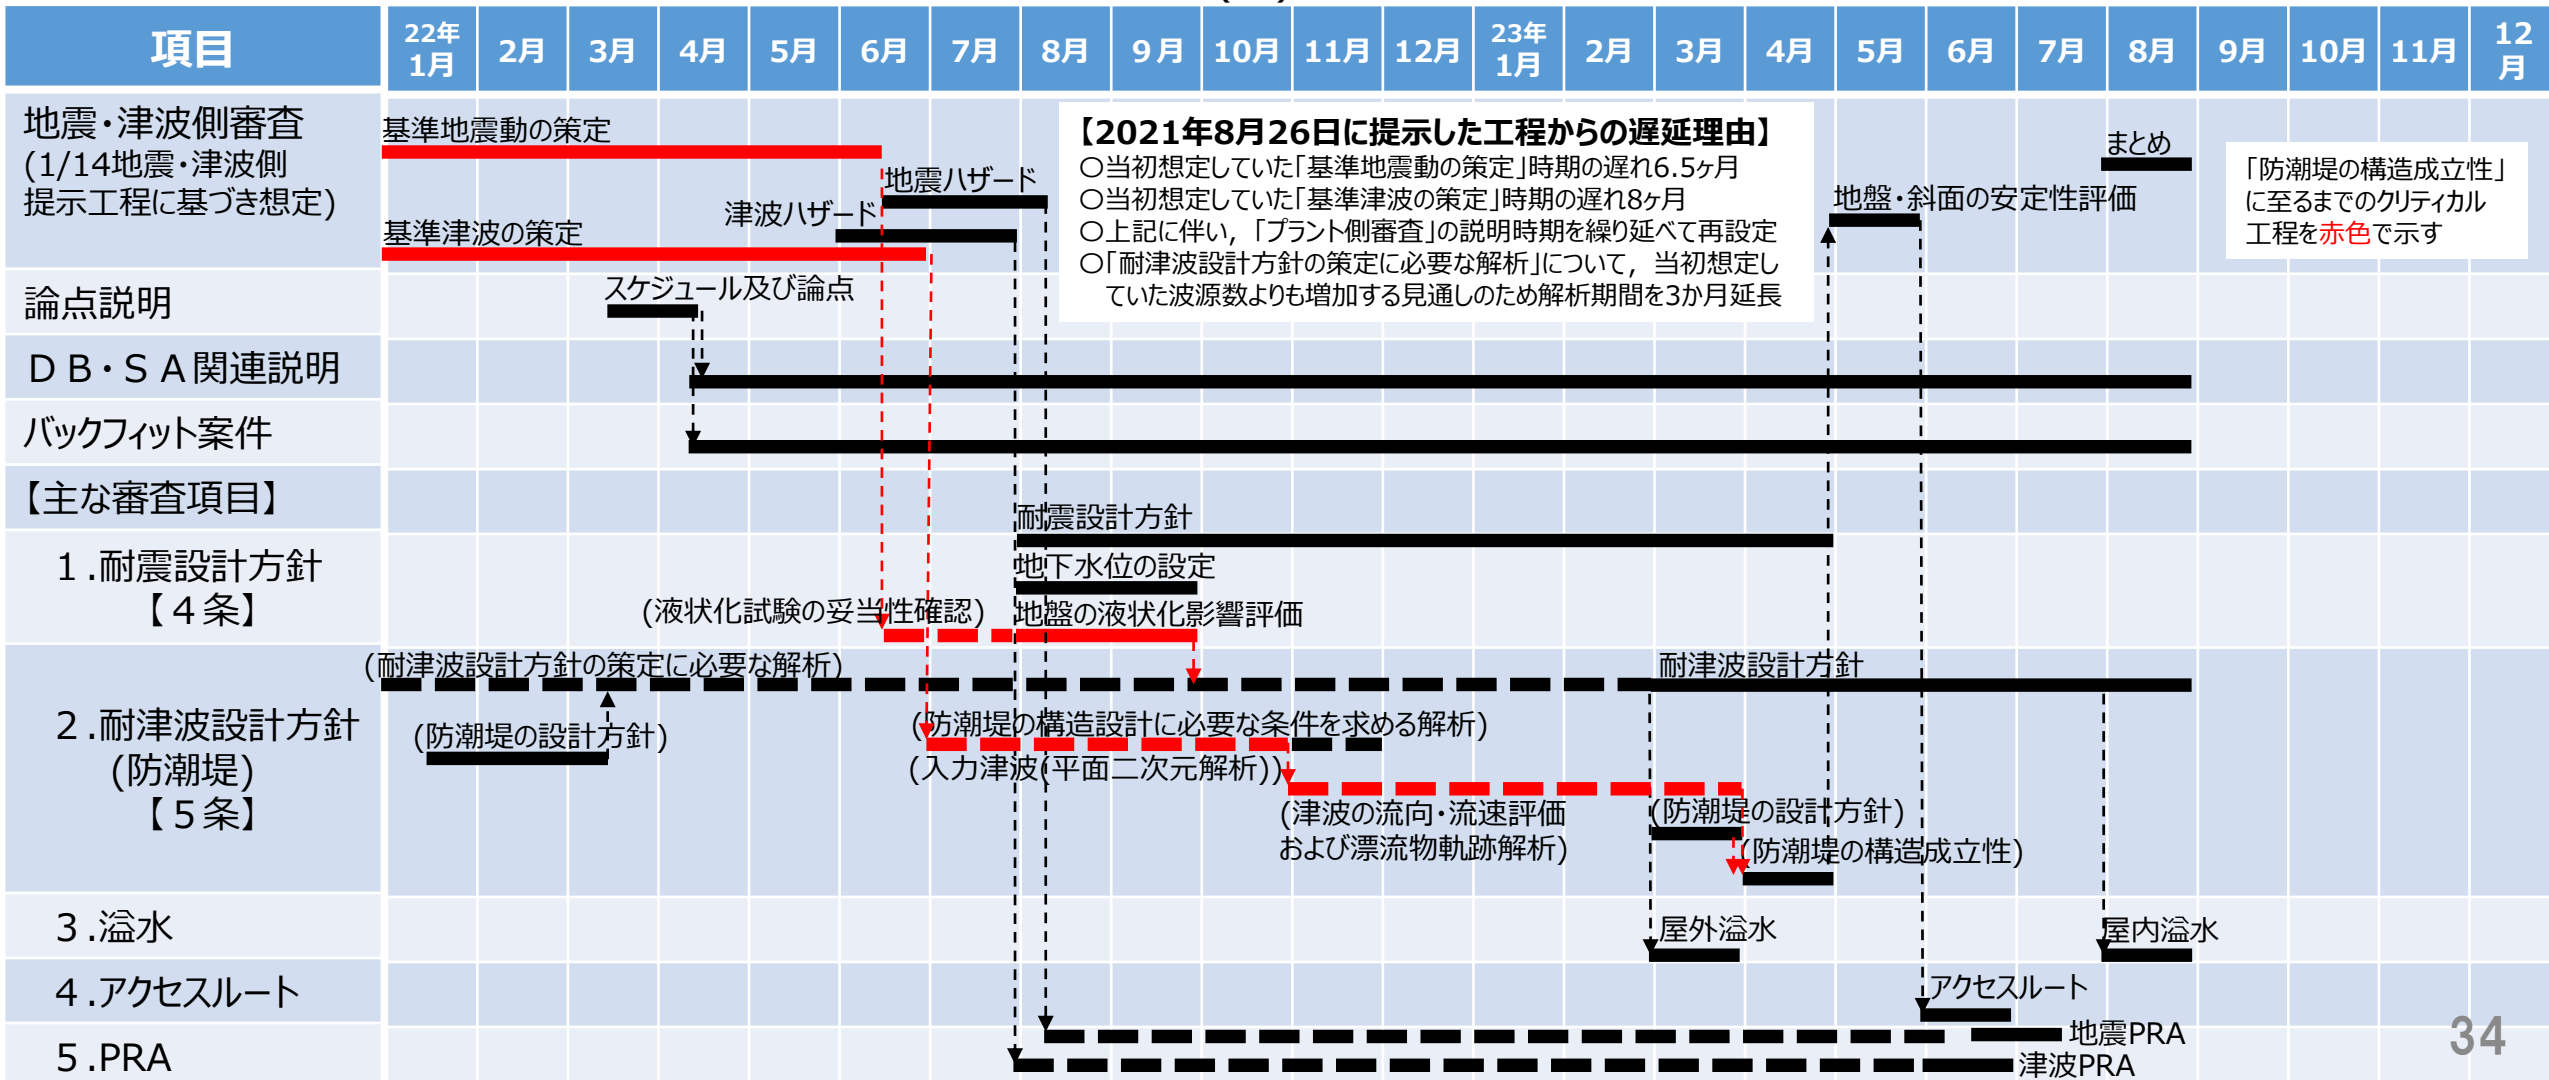 項目
22年
1月
2月
3月
4月
5月
6月
7月
8月
9月
10月
11月
12月
23年
1月
2月
3月
4月
5月
6月
7月
8月
9月
10月
11月
12
月
地震・津波側審査
(1/14地震・津波側
提示工程に基づき想定)
基準地震動の策定
地震ハザード
津波ハザード
基準津波の策定
【2021年8月26日に提示した工程からの遅延理由】
〇当初想定していた「基準地震動の策定」時期の遅れ6.5ヶ月
〇当初想定していた「基準津波の策定」時期の遅れ8ヶ月
〇上記に伴い，「プラント側審査」の説明時期を繰り延べて再設定
〇「耐津波設計方針の策定に必要な解析」について，当初想定し
ていた波源数よりも増加する見通しのため解析期間を3か月延長
まとめ
地盤・斜面の安定性評価
「防潮堤の構造成立性」
に至るまでのクリティカル
工程を赤色で示す
論点説明
スケジュール及び論点
ＤＢ・ＳＡ関連説明
バックフィット案件
【主な審査項目】
１.耐震設計方針
【４条】
耐震設計方針
地下水位の設定
(液状化試験の妥当性確認)
地盤の液状化影響評価
２.耐津波設計方針
(防潮堤)
【５条】
(耐津波設計方針の策定に必要な解析)
耐津波設計方針
(防潮堤の設計方針)
(防潮堤の構造設計に必要な条件を求める解析)
(入力津波(平面二次元解析))
(津波の流向・流速評価
および漂流物軌跡解析)
(防潮堤の設計方針)
(防潮堤の構造成立性)
３.溢水
屋外溢水
屋内溢水
４.アクセスルート
アクセスルート
５.PRA
地震PRA
津波PRA
34